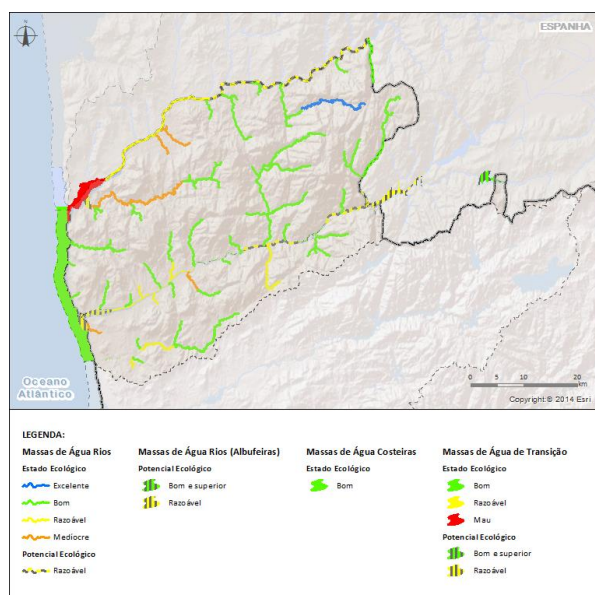 N
ESPANHA
Oceano
Atlântico
0 5 10 20
km
Copyright © 2014 Esri
LEGENDA:
Massas de Água Rios
Estado Ecológico
Excelente
Bom
Razoável
Medíocre
Potencial Ecológico
Razoável
Massas de Água Rios (Albufeiras)
Potencial Ecológico
Bom e superior
Razoável
Massas de Água Costeiras
Estado Ecológico
Bom
Massas de Água de Transição
Estado Ecológico
Bom
Razoável
Mau
Potencial Ecológico
Bom e superior
Razoável